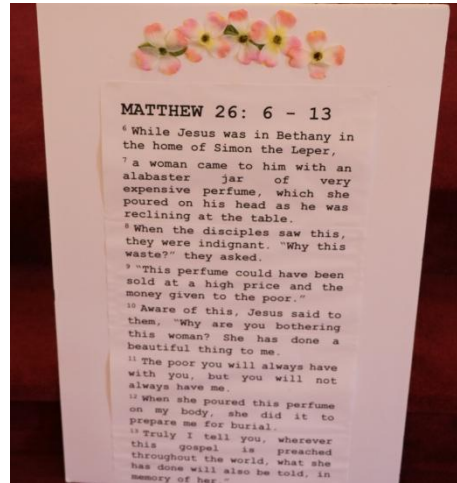 MATTHEW 26: 6 - 13
6 While Jesus was in Bethany in
the home of Simon the Leper,
7 a woman came to him with an
alabaster jar of very
expensive perfume, which she
poured on his head as he was
reclining at the table.
8 When the disciples saw this,
they were indignant. "Why this
waste?" they asked.
9 "This perfume could have been
sold at a high price and the
money given to the poor."
10 Aware of this, Jesus said to
them, "Why are you bothering
this woman? She has done a
beautiful thing to me.
11 The poor you will always have
with you, but you will not
always have me.
12 When she poured this perfume
on my body, she did it to
prepare me for burial.
13 Truly I tell you, wherever
this gospel is preached
throughout the world, what she
has done will also be told, in
memory of her."